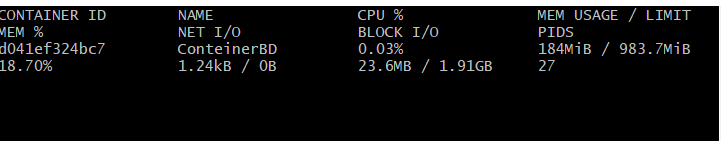 CONTAINER ID NAME CPU % MEM USAGE / LIMIT
MEM % NET I/O BLOCK I/O PIDS
d041ef324bc7 ConteinerBD 0.03% 184MiB / 983.7MiB
18.70% 1.24kB / 0B 23.6MB / 1.91GB 27